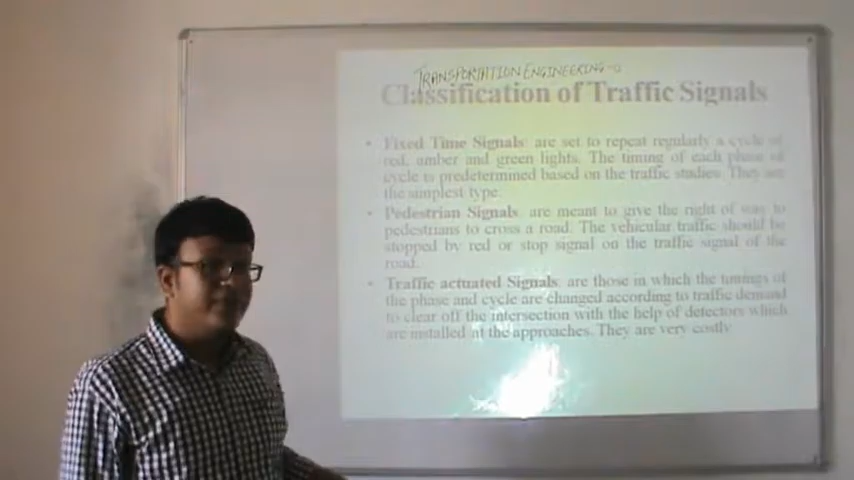 TRANSPORTATION ENGINEERING-
Classification of Traffic Signals
• Fixed Time Signals: are set to repeat regularly a cycle of
red, amber and green lights. The timing of each phase of
cycle is predetermined based on the traffic studies. They are
the simplest type.
• Pedestrian Signals: are meant to give the right of way to
pedestrians to cross a road. The vehicular traffic should be
stopped by red or stop signal on the traffic signal of the
road.
• Traffic actuated Signals: are those in which the timings of
the phase and cycle are changed according to traffic demand
to clear off the intersection with the help of detectors which
are installed at the approaches. They are very costly